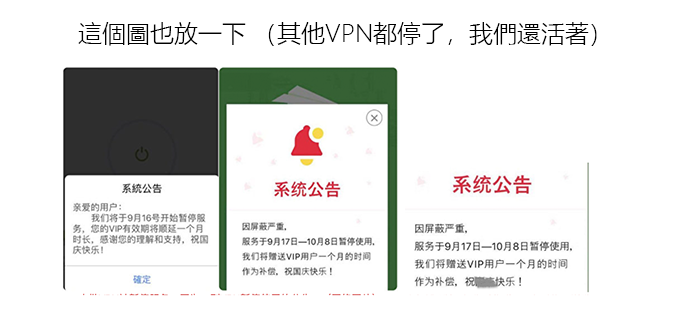 這個圖也放一下 （其他VPN都停了，我們還活著）
系统公告
亲爱的用户：
我们将于9月16号开始暂停服
务，您的VIP有效期将顺延一个月
时长，感谢您的理解和支持，祝国
庆快乐！
確定
系统公告
因屏蔽严重，
服务于9月17日—10月8日暂停使用，
我们将赠送VIP用户一个月的时间
作为补偿，祝国庆快乐！
系统公告
因屏蔽严重，
服务于9月17日—10月8日暂停使用，
我们将赠送VIP用户一个月的时间
作为补偿，祝快乐！